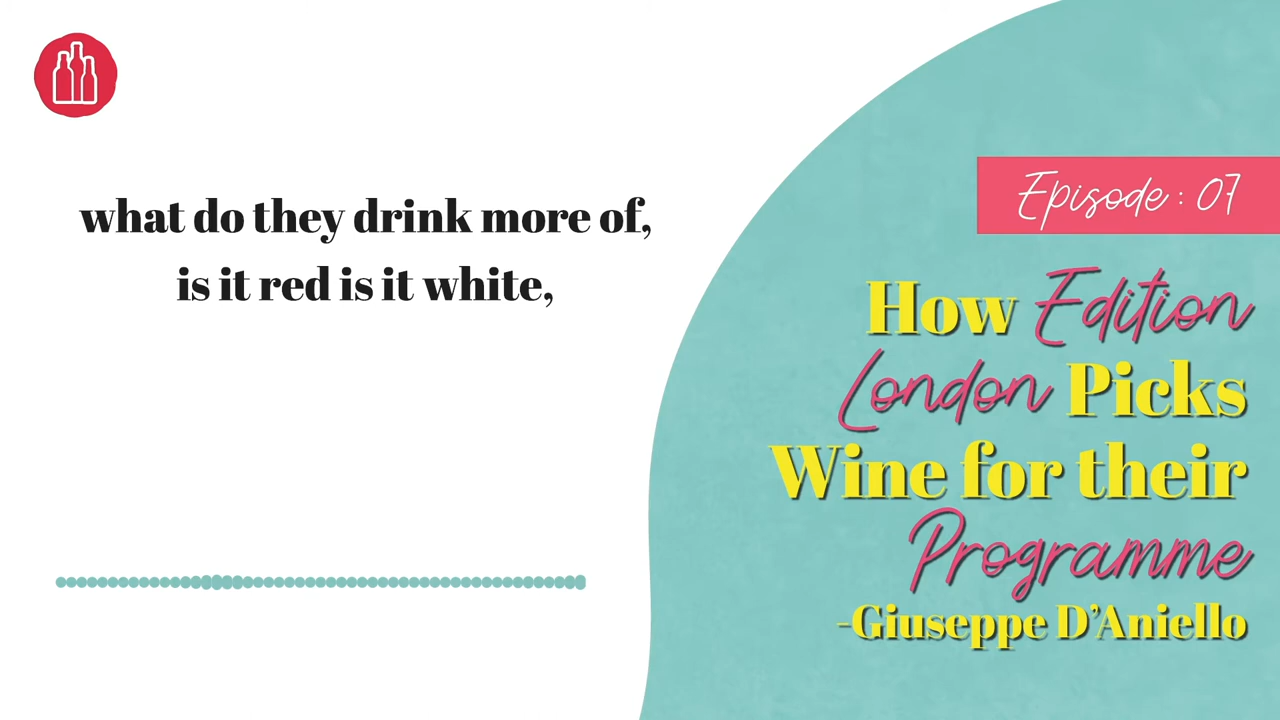 what do they drink more of,
is it red is it white,
Episode : 07
How Edition
London Picks
Wine for their
Programme
-Giuseppe D'Aniello